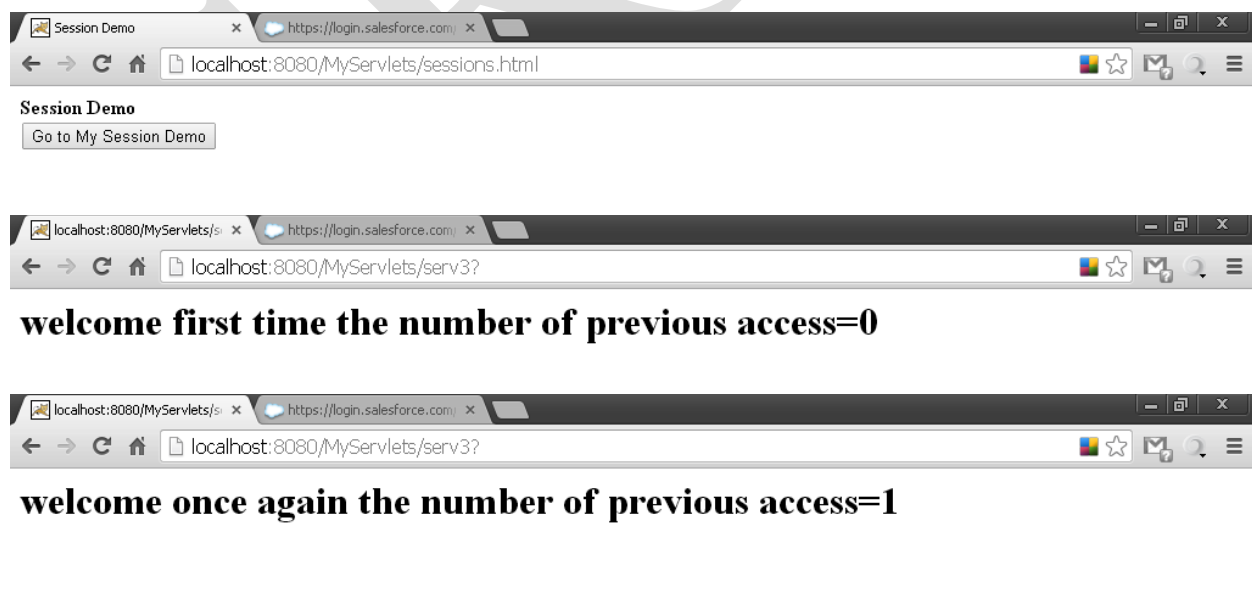 Session Demo
https://login.salesforce.com/
localhost:8080/MyServlets/sessions.html
Session Demo
Go to My Session Demo
localhost:8080/MyServlets/s
https://login.salesforce.com/
localhost:8080/MyServlets/serv3?
welcome first time the number of previous access=0
localhost:8080/MyServlets/s
https://login.salesforce.com/
localhost:8080/MyServlets/serv3?
welcome once again the number of previous access=1